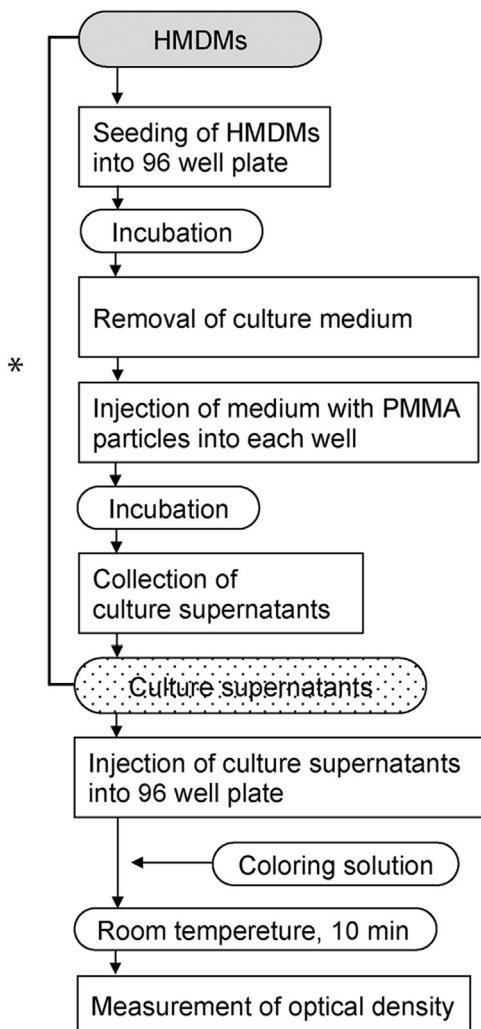 HMDMs
Seeding of HMDMs
into 96 well plate
Incubation
Removal of culture medium
*
Injection of medium with PMMA
particles into each well
Incubation
Collection of
culture supernatants
Culture supernatants
Injection of culture supernatants
into 96 well plate
Coloring solution
Room tempereture, 10 min
Measurement of optical density